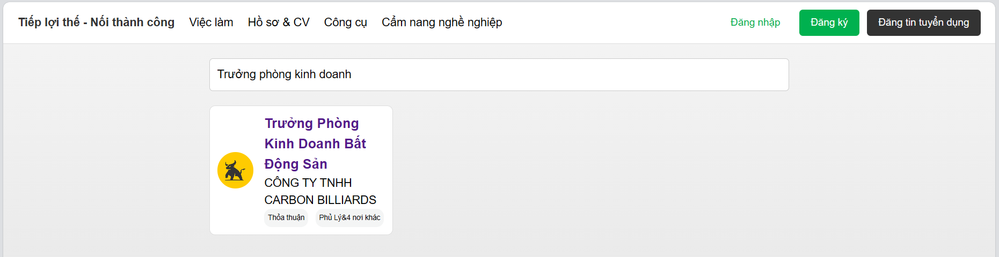 Tiếp lợi thế - Nối thành công Việc làm Hồ sơ & CV Công cụ Cẩm nang nghề nghiệp Đăng nhập Đăng ký Đăng tin tuyển dụng
Trưởng phòng kinh doanh
Trưởng Phòng
Kinh Doanh Bất
Động Sản
CÔNG TY TNHH
CARBON BILLIARDS
Thỏa thuận Phủ Lý&4 nơi khác